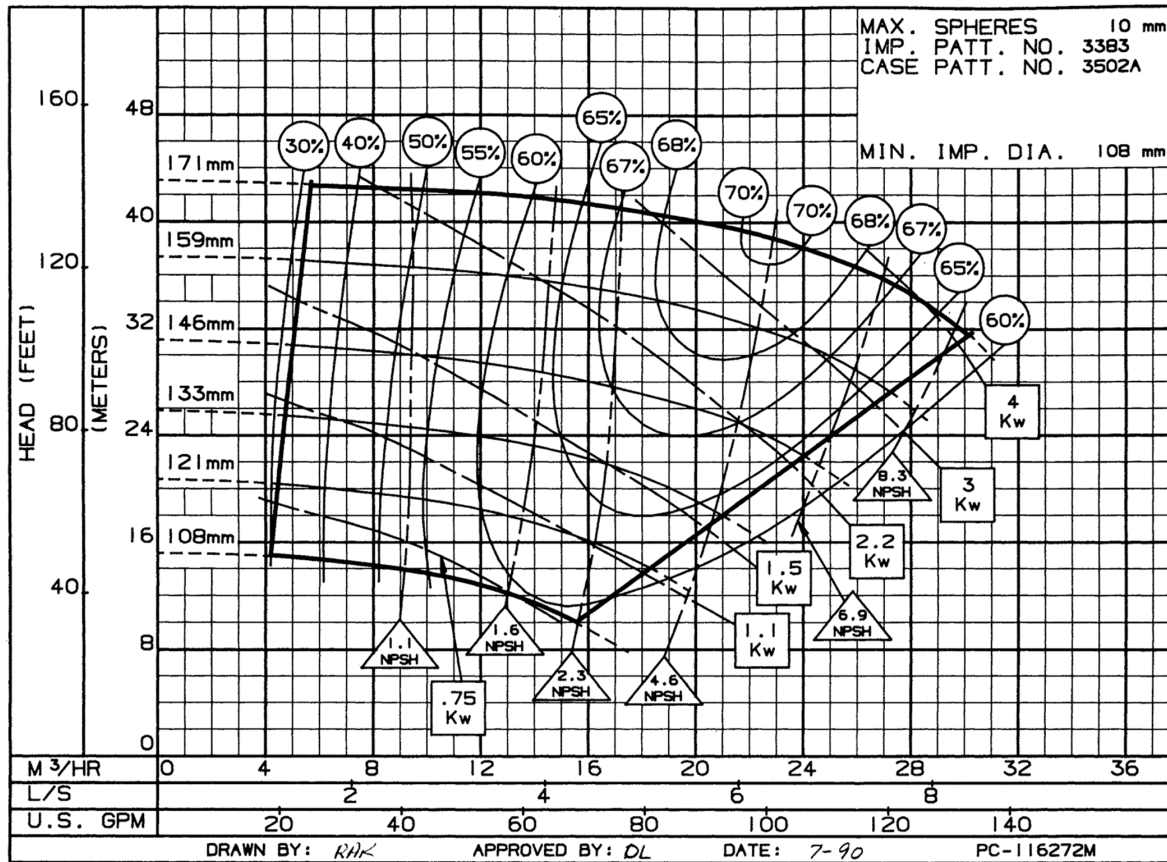 MAX. SPHERES 10 mm
IMP. PATT. NO. 3383
CASE PATT. NO. 3502A
MIN. IMP. DIA. 108 mm
HEAD (FEET)
(METERS)
160
120
80
40
48
40
32
24
16
8
0
30%
40%
50%
55%
60%
65%
67%
68%
70%
70%
68%
67%
65%
60%
171mm
159mm
146mm
133mm
121mm
108mm
4
Kw
3
Kw
2.2
Kw
1.5
Kw
1.1
Kw
.75
Kw
8.3
NPSH
6.9
NPSH
4.6
NPSH
2.3
NPSH
1.6
NPSH
1.1
NPSH
M³/HR 0 4 8 12 16 20 24 28 32 36
L/S 2 4 6 8
U.S. GPM 20 40 60 80 100 120 140
DRAWN BY: RAK APPROVED BY: DL DATE: 7-90 PC-116272M